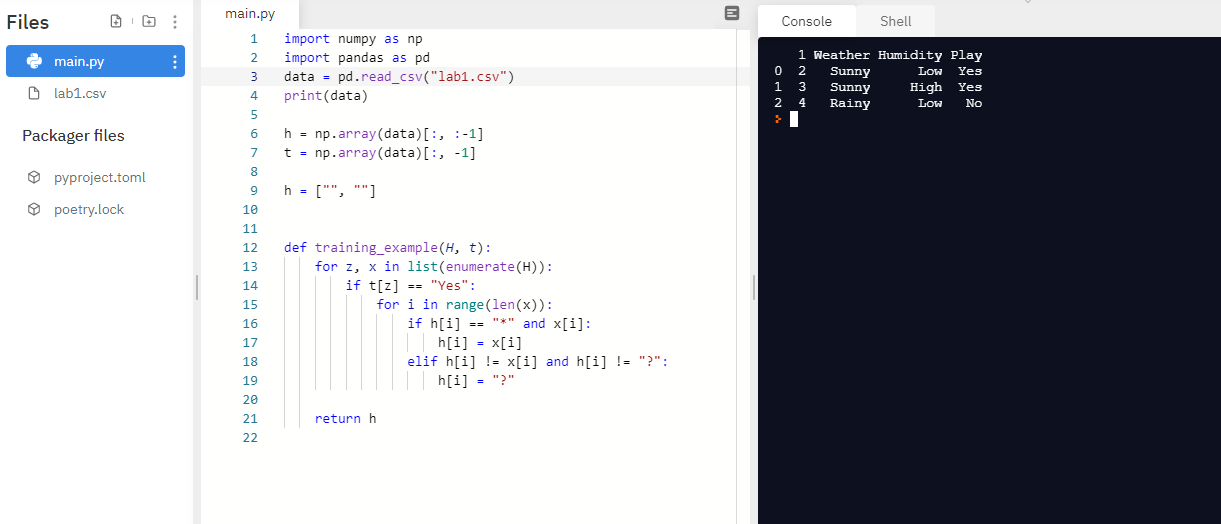 Files
main.py
lab1.csv
Packager files
pyproject.toml
poetry.lock
main.py
1 import numpy as np
2 import pandas as pd
3 data = pd.read_csv("lab1.csv")
4 print(data)
5
6 h = np.array(data)[:, :-1]
7 t = np.array(data)[:, -1]
8
9 h = ["", ""]
10
11
12 def training_example(H, t):
13     for z, x in list(enumerate(H)):
14         if t[z] == "Yes":
15             for i in range(len(x)):
16                 if h[i] == "*" and x[i]:
17                     h[i] = x[i]
18                 elif h[i] != x[i] and h[i] != "?":
19                     h[i] = "?"
20
21     return h
22
Console Shell
   1 Weather Humidity Play
0  2   Sunny      Low  Yes
1  3   Sunny     High  Yes
2  4   Rainy      Low   No